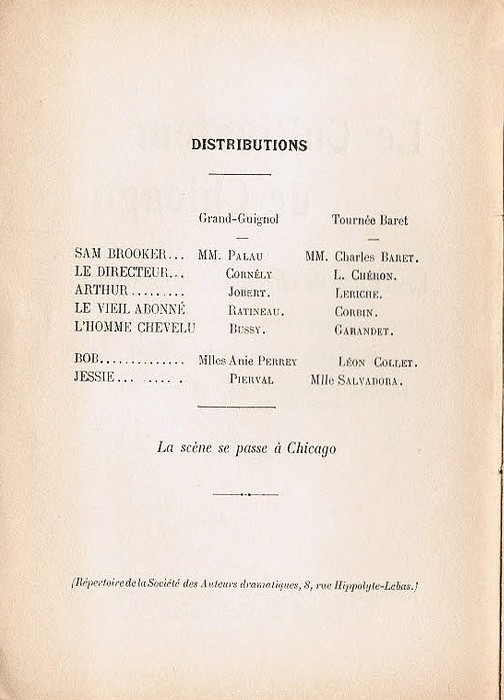 DISTRIBUTIONS
Grand-Guignol Tournée Baret
SAM BROOKER... MM. PALAU MM. Charles BARET.
LE DIRECTEUR... CORNÉLY L. CHÉRON.
ARTHUR ......... JOBERT. LERICHE.
LE VIEIL ABONNÉ RATINEAU. CORBIN.
L'HOMME CHEVELU BUSSY. GARANDET.
BOB.............. Mlles Anie PERREY LÉON COLLET.
JESSIE... ...... . PIERVAL Mlle SALVADORA.
La scène se passe à Chicago
(Répertoire de la Société des Auteurs dramatiques, 8, rue Hippolyte-Lebas.)